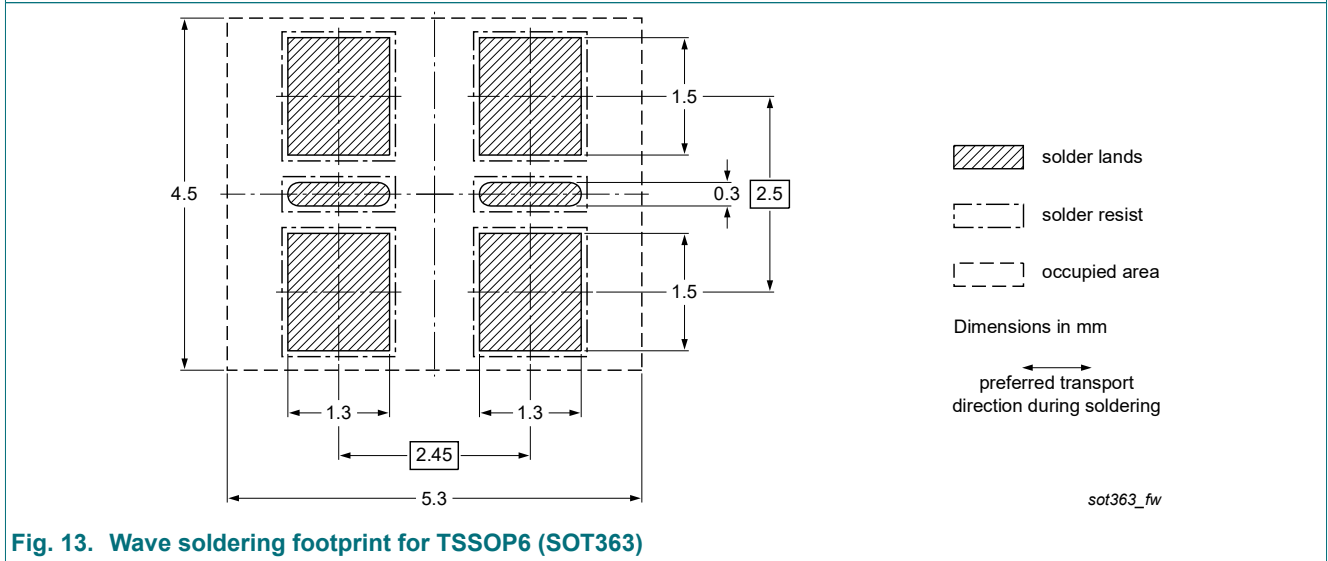 1.5
solder lands
4.5
0.3
2.5
solder resist
occupied area
1.5
Dimensions in mm
preferred transport
direction during soldering
1.3
1.3
2.45
5.3
sot363_fw
Fig. 13. Wave soldering footprint for TSSOP6 (SOT363)